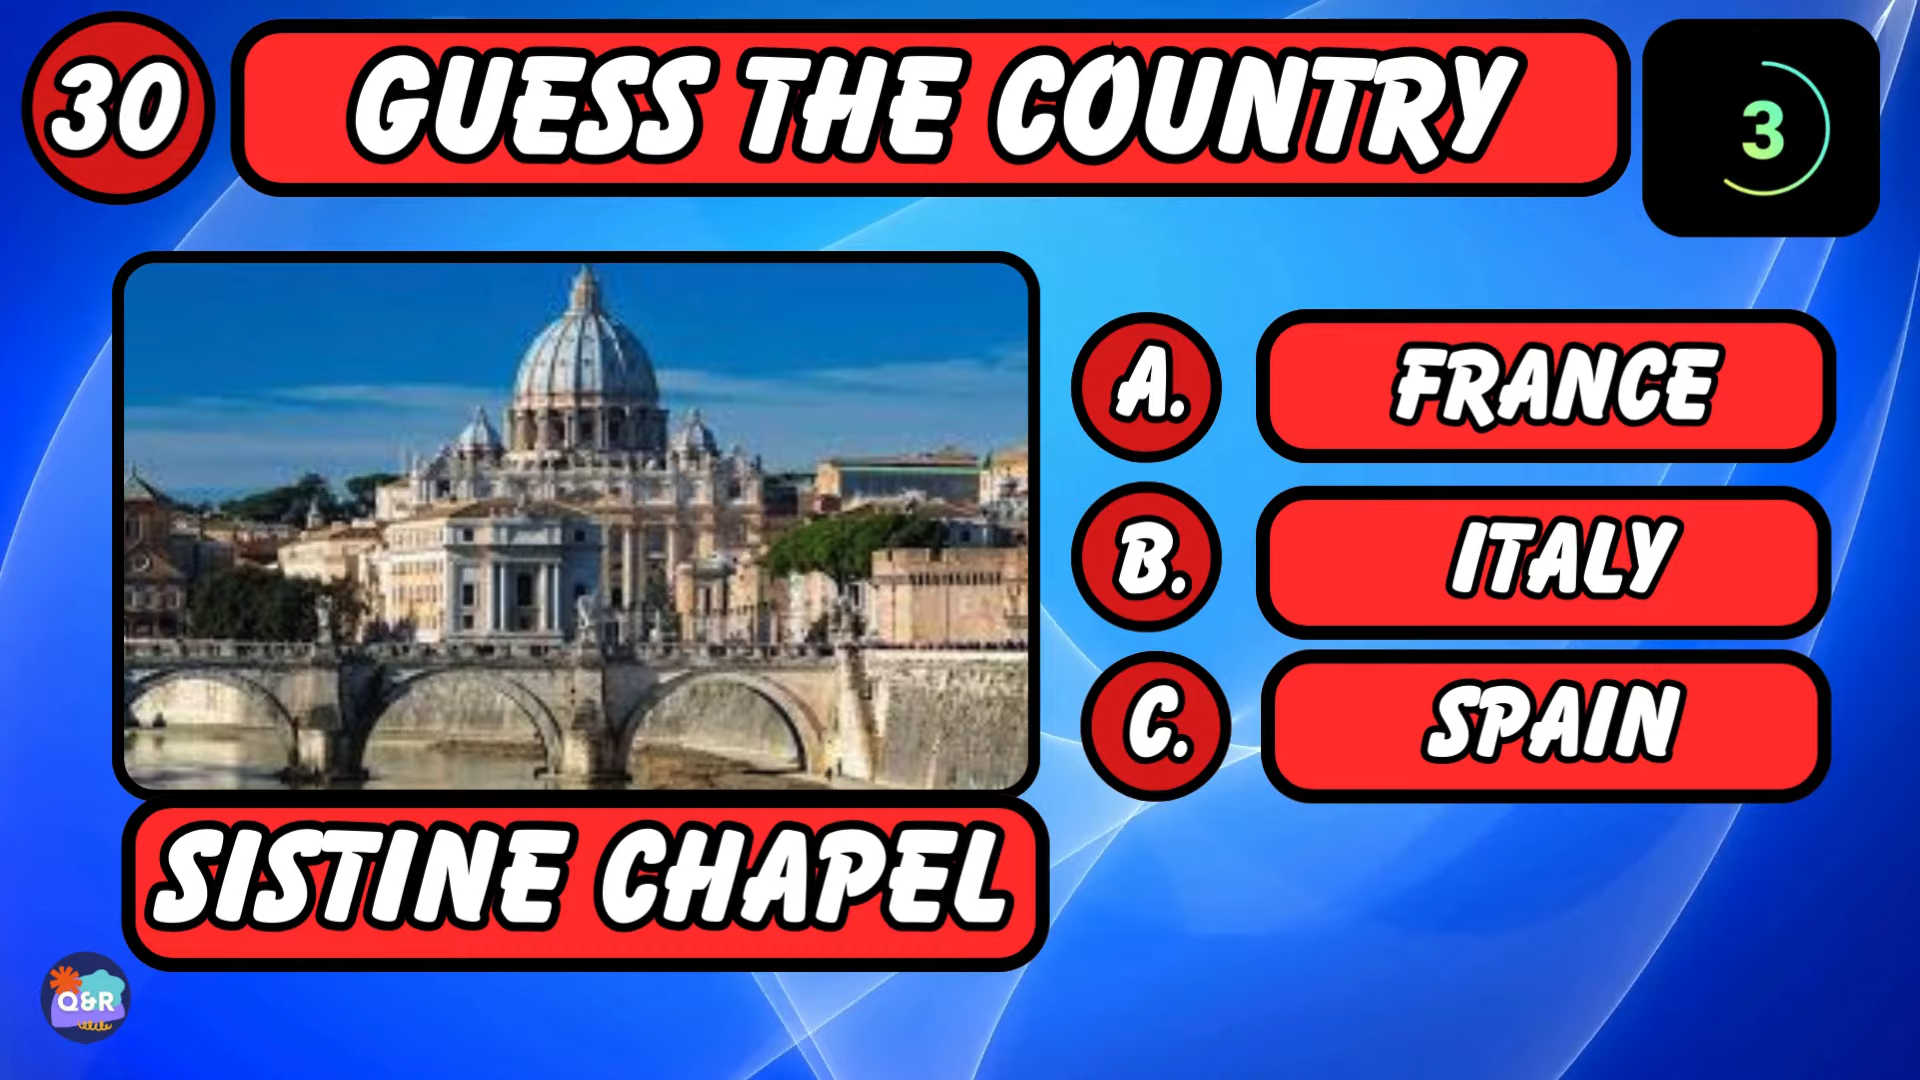 30
GUESS THE COUNTRY
3
A.
FRANCE
B.
ITALY
C.
SPAIN
SISTINE CHAPEL
Q&R